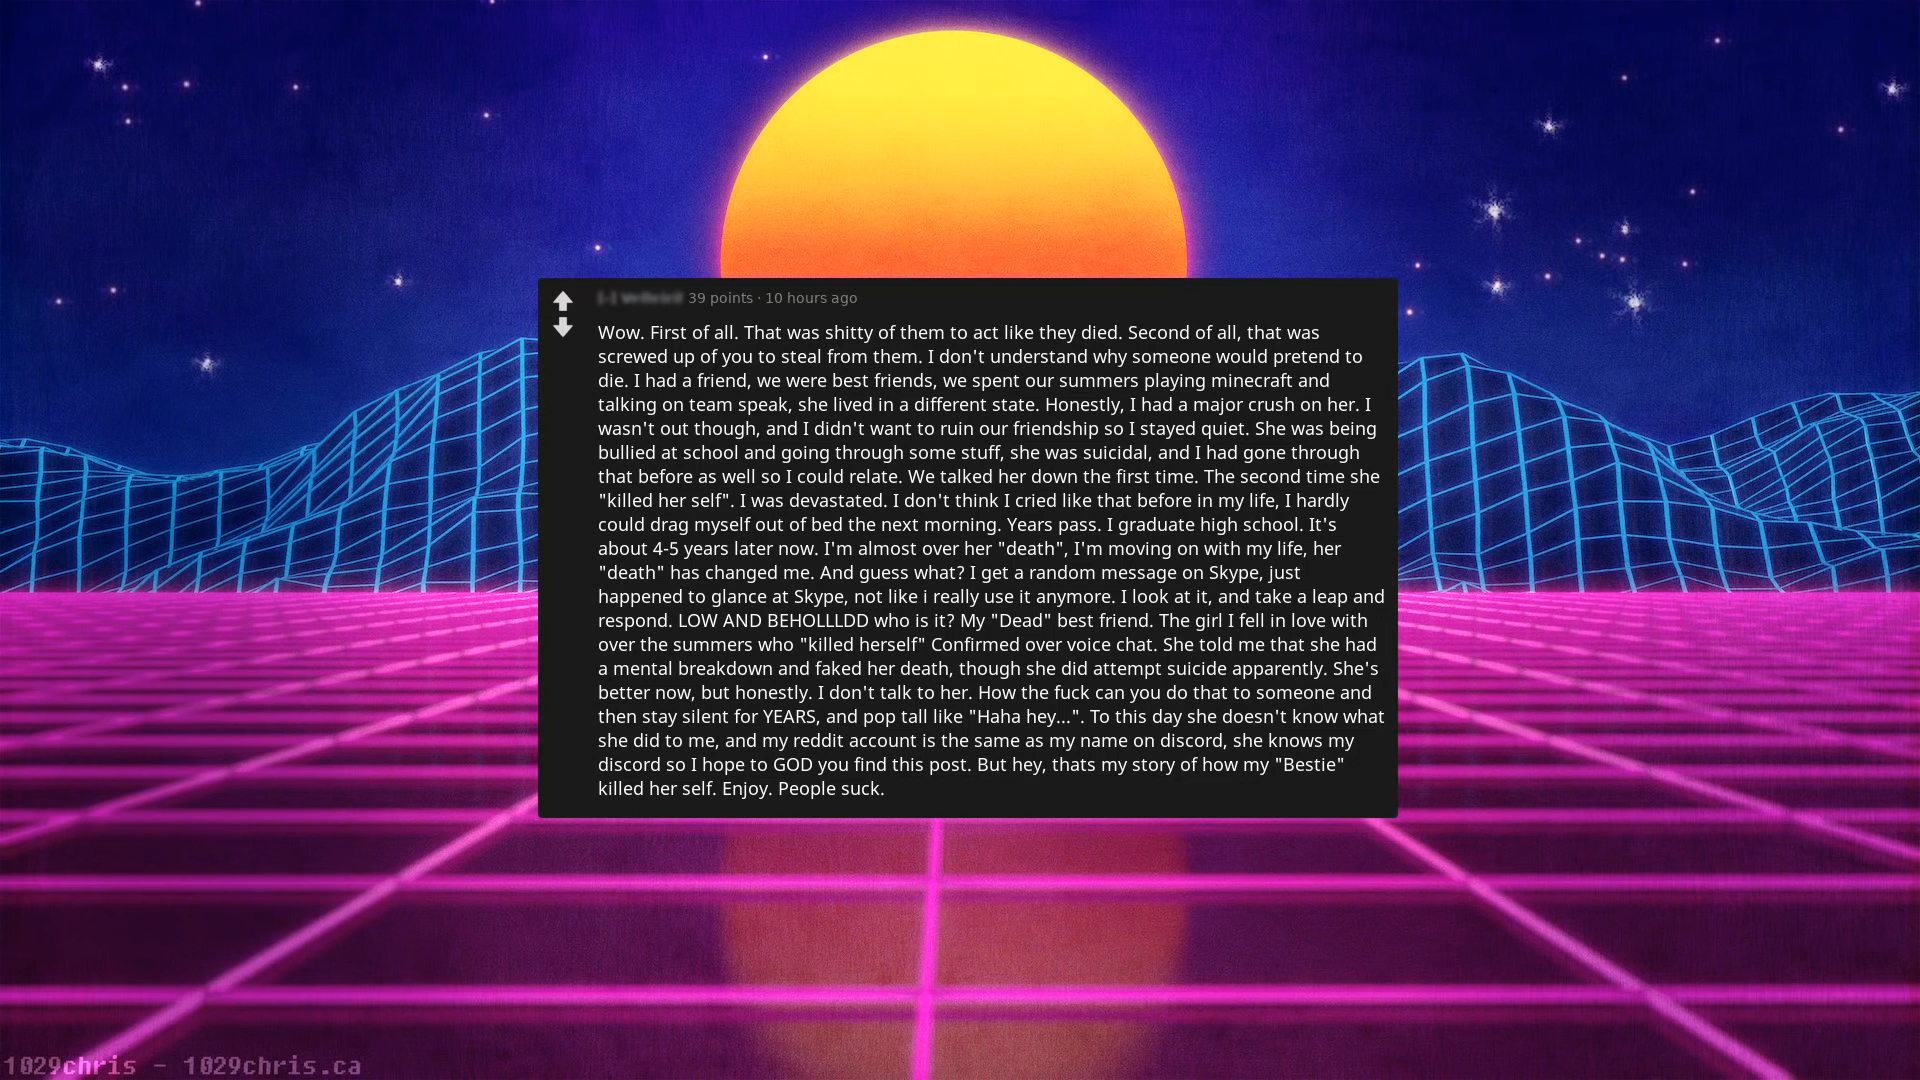 39 points · 10 hours ago
Wow. First of all. That was shitty of them to act like they died. Second of all, that was
screwed up of you to steal from them. I don't understand why someone would pretend to
die. I had a friend, we were best friends, we spent our summers playing minecraft and
talking on team speak, she lived in a different state. Honestly, I had a major crush on her. I
wasn't out though, and I didn't want to ruin our friendship so I stayed quiet. She was being
bullied at school and going through some stuff, she was suicidal, and I had gone through
that before as well so I could relate. We talked her down the first time. The second time she
"killed her self". I was devastated. I don't think I cried like that before in my life, I hardly
could drag myself out of bed the next morning. Years pass. I graduate high school. It's
about 4-5 years later now. I'm almost over her "death", I'm moving on with my life, her
"death" has changed me. And guess what? I get a random message on Skype, just
happened to glance at Skype, not like i really use it anymore. I look at it, and take a leap and
respond. LOW AND BEHOLLLDD who is it? My "Dead" best friend. The girl I fell in love with
over the summers who "killed herself" Confirmed over voice chat. She told me that she had
a mental breakdown and faked her death, though she did attempt suicide apparently. She's
better now, but honestly. I don't talk to her. How the fuck can you do that to someone and
then stay silent for YEARS, and pop tall like "Haha hey...". To this day she doesn't know what
she did to me, and my reddit account is the same as my name on discord, she knows my
discord so I hope to GOD you find this post. But hey, thats my story of how my "Bestie"
killed her self. Enjoy. People suck.
1029chris - 1029chris.ca